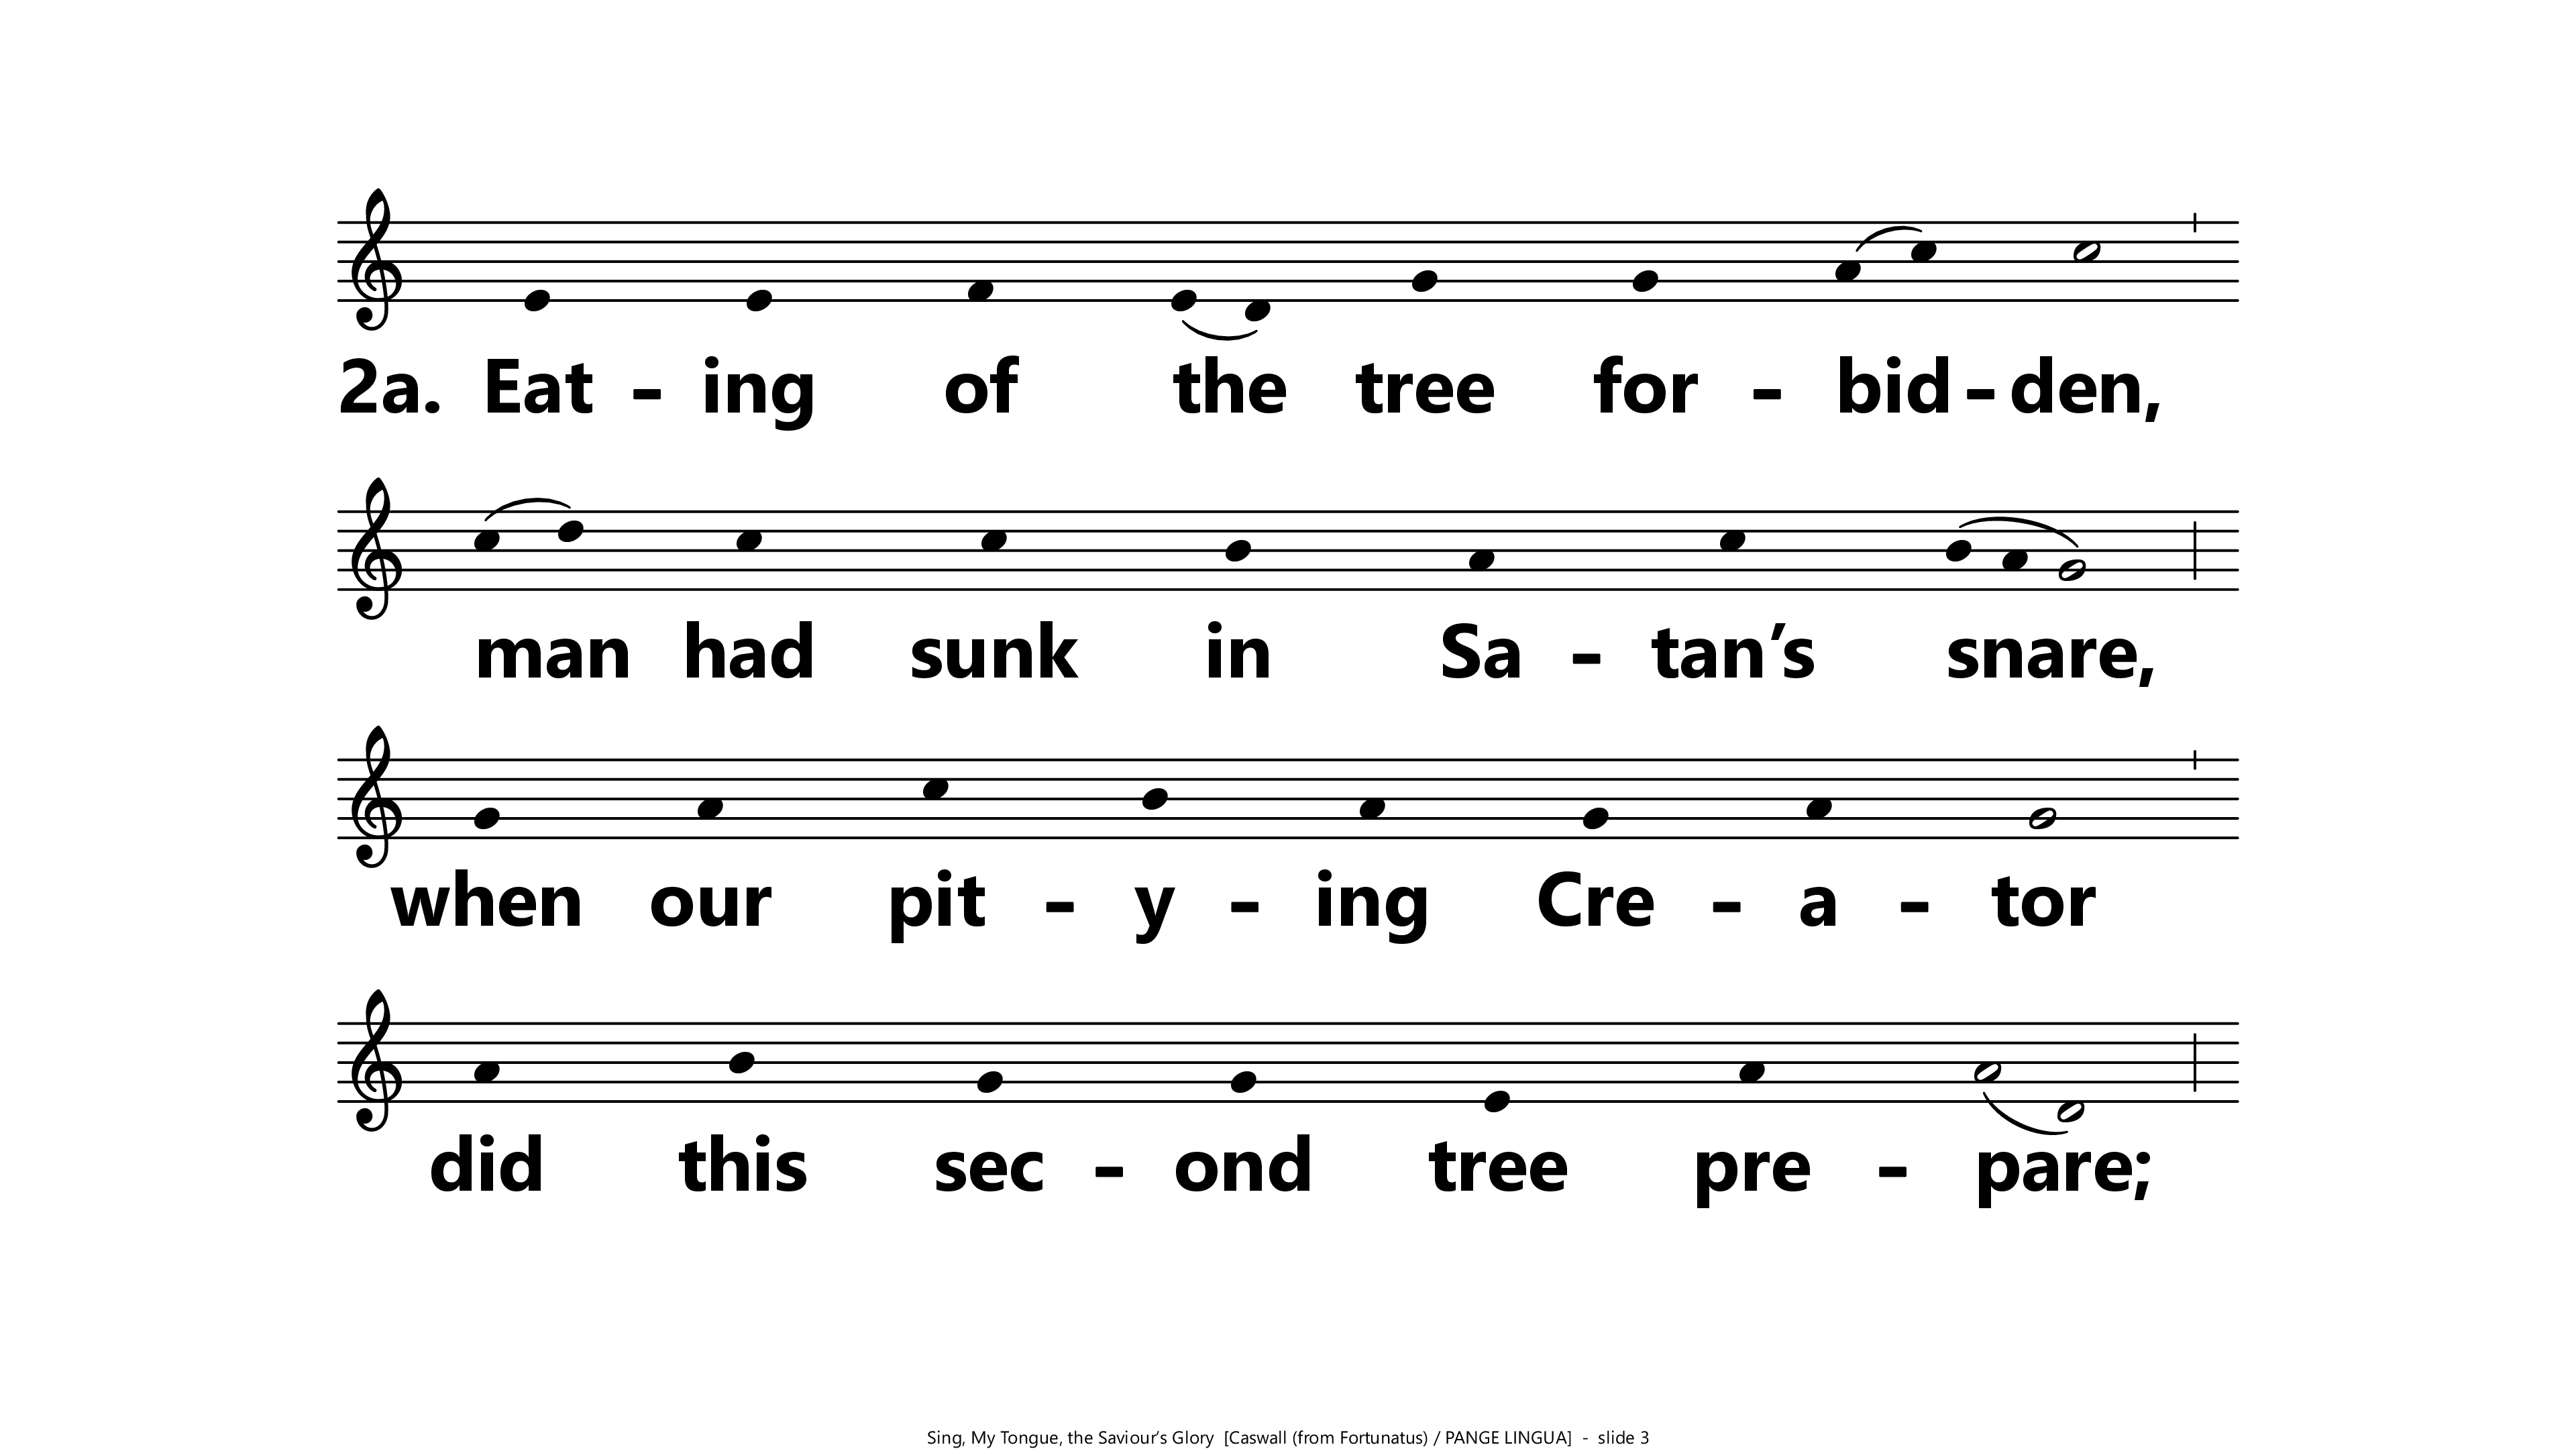 2a. Eat - ing of the tree for - bid - den,
man had sunk in Sa - tan’s snare,
when our pit - y - ing Cre - a - tor
did this sec - ond tree pre - pare;
Sing, My Tongue, the Saviour’s Glory [Caswall (from Fortunatus) / PANGE LINGUA] - slide 3